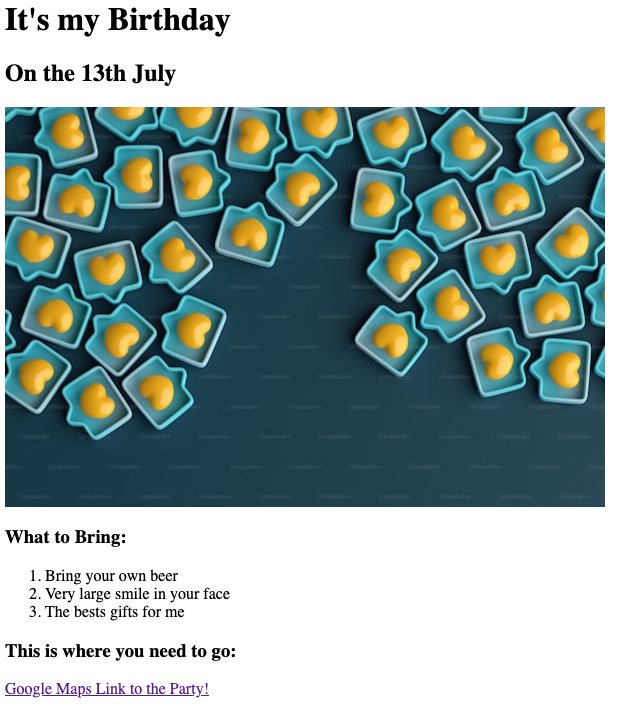 It's my Birthday
On the 13th July
What to Bring:
1. Bring your own beer
2. Very large smile in your face
3. The bests gifts for me
This is where you need to go:
Google Maps Link to the Party!